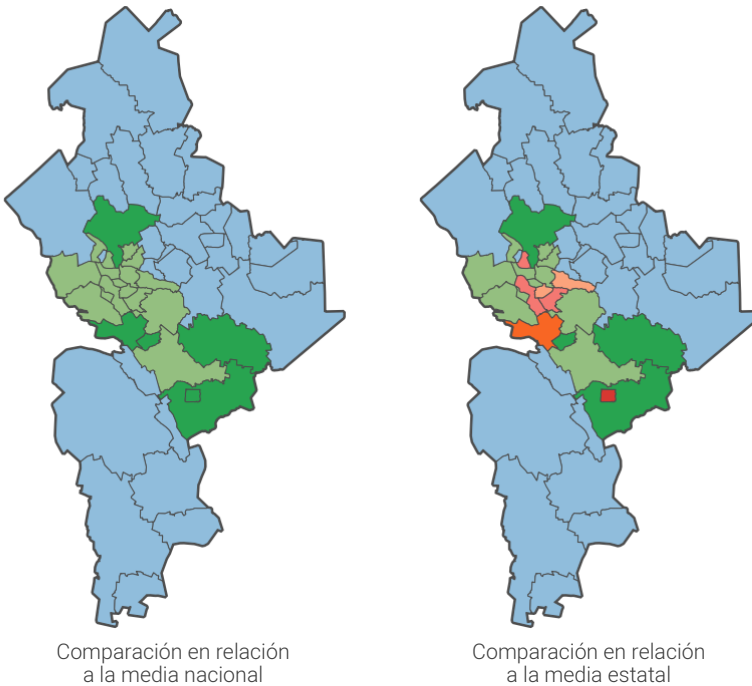 Comparación en relación
a la media nacional
Comparación en relación
a la media estatal